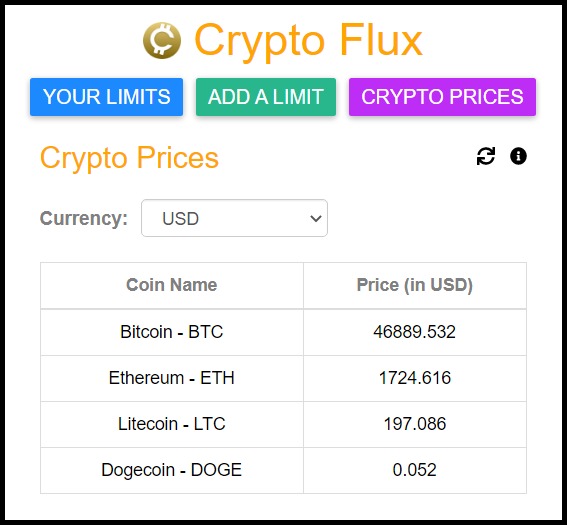 Crypto Flux
YOUR LIMITS ADD A LIMIT CRYPTO PRICES
Crypto Prices
Currency: USD
Coin Name Price (in USD)
Bitcoin - BTC 46889.532
Ethereum - ETH 1724.616
Litecoin - LTC 197.086
Dogecoin - DOGE 0.052